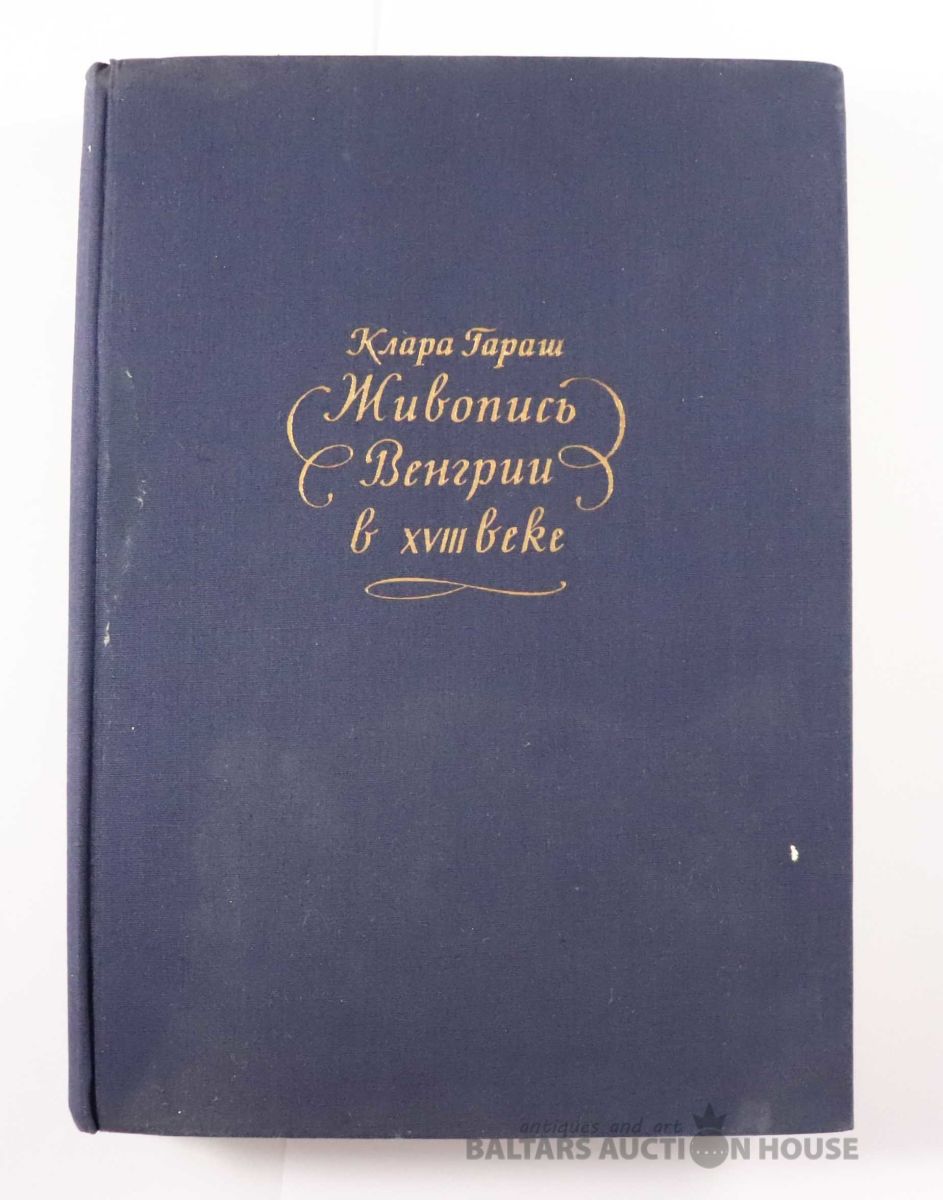 Клара Гараш
Живопись
Венгрии
в XVIII веке
antiques and art
BALTARS AUCTION HOUSE